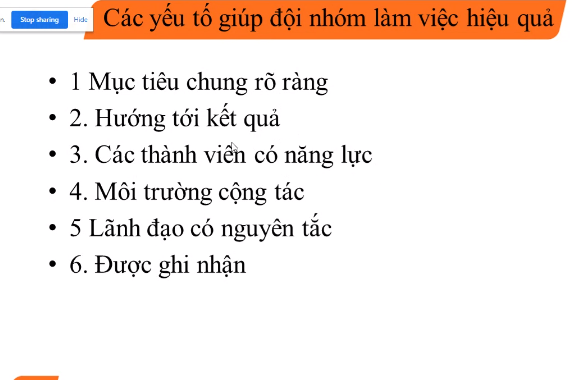 n. Stop sharing Hide Các yếu tố giúp đội nhóm làm việc hiệu quả
• 1 Mục tiêu chung rõ ràng
• 2. Hướng tới kết quả
• 3. Các thành viên có năng lực
• 4. Môi trường cộng tác
• 5 Lãnh đạo có nguyên tắc
• 6. Được ghi nhận